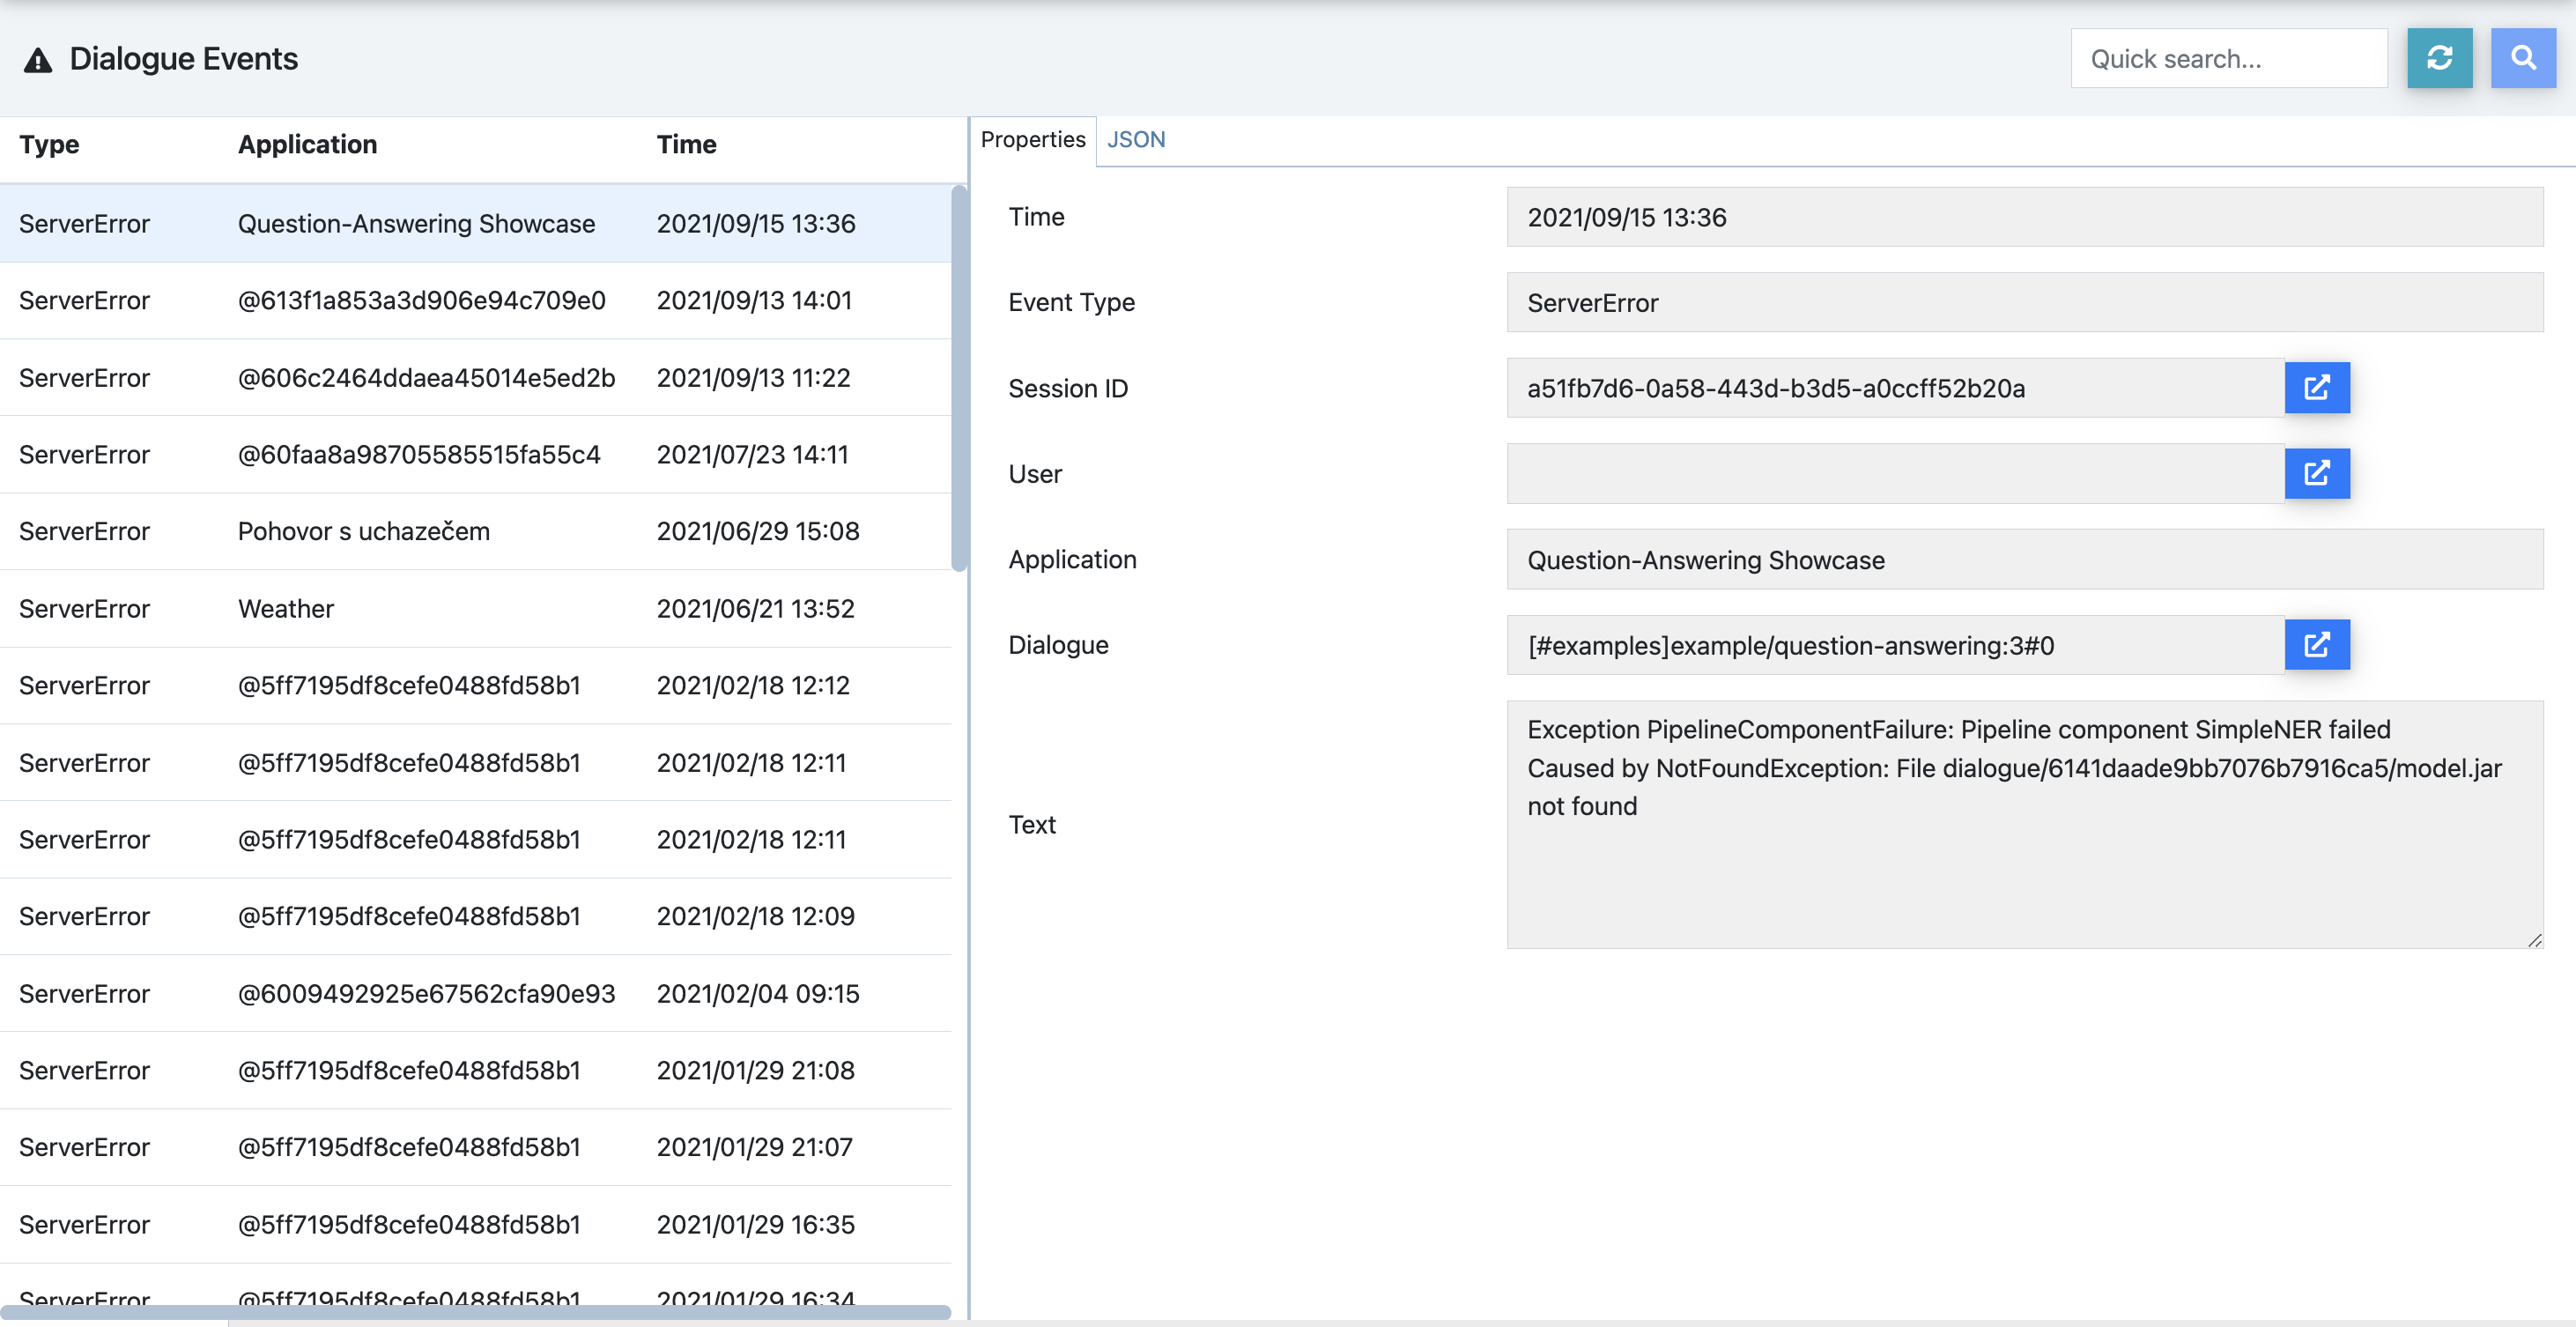 Dialogue Events
Quick search...
Type Application Time
ServerError Question-Answering Showcase 2021/09/15 13:36
ServerError @613f1a853a3d906e94c709e0 2021/09/13 14:01
ServerError @606c2464ddaea45014e5ed2b 2021/09/13 11:22
ServerError @60faa8a98705585515fa55c4 2021/07/23 14:11
ServerError Pohovor s uchazečem 2021/06/29 15:08
ServerError Weather 2021/06/21 13:52
ServerError @5ff7195df8cefe0488fd58b1 2021/02/18 12:12
ServerError @5ff7195df8cefe0488fd58b1 2021/02/18 12:11
ServerError @5ff7195df8cefe0488fd58b1 2021/02/18 12:11
ServerError @5ff7195df8cefe0488fd58b1 2021/02/18 12:09
ServerError @6009492925e67562cfa90e93 2021/02/04 09:15
ServerError @5ff7195df8cefe0488fd58b1 2021/01/29 21:08
ServerError @5ff7195df8cefe0488fd58b1 2021/01/29 21:07
ServerError @5ff7195df8cefe0488fd58b1 2021/01/29 16:35
ServerError @5ff7195df8cefe0488fd58b1 2021/01/29 16:34
Properties JSON
Time 2021/09/15 13:36
Event Type ServerError
Session ID a51fb7d6-0a58-443d-b3d5-a0ccff52b20a
User
Application Question-Answering Showcase
Dialogue [#examples]example/question-answering:3#0
Text
Exception PipelineComponentFailure: Pipeline component SimpleNER failed
Caused by NotFoundException: File dialogue/6141daade9bb7076b7916ca5/model.jar
not found